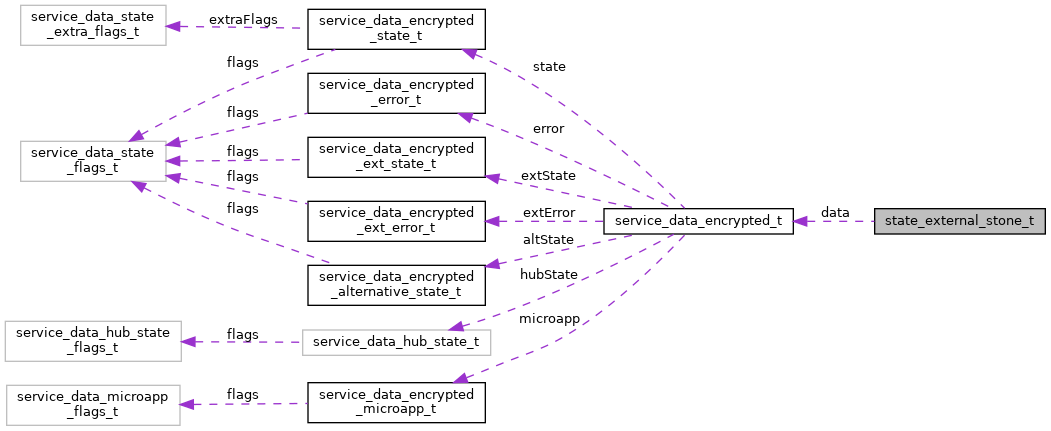 service_data_state
_extra_flags_t
extraFlags
service_data_encrypted
_state_t
flags
state
service_data_encrypted
_error_t
flags
error
service_data_state
_flags_t
flags
service_data_encrypted
_ext_state_t
extState
flags
service_data_encrypted
_ext_error_t
extError
service_data_encrypted_t
data
state_external_stone_t
flags
altState
service_data_encrypted
_alternative_state_t
hubState
service_data_hub_state
_flags_t
flags
service_data_hub_state_t
microapp
service_data_microapp
_flags_t
flags
service_data_encrypted
_microapp_t